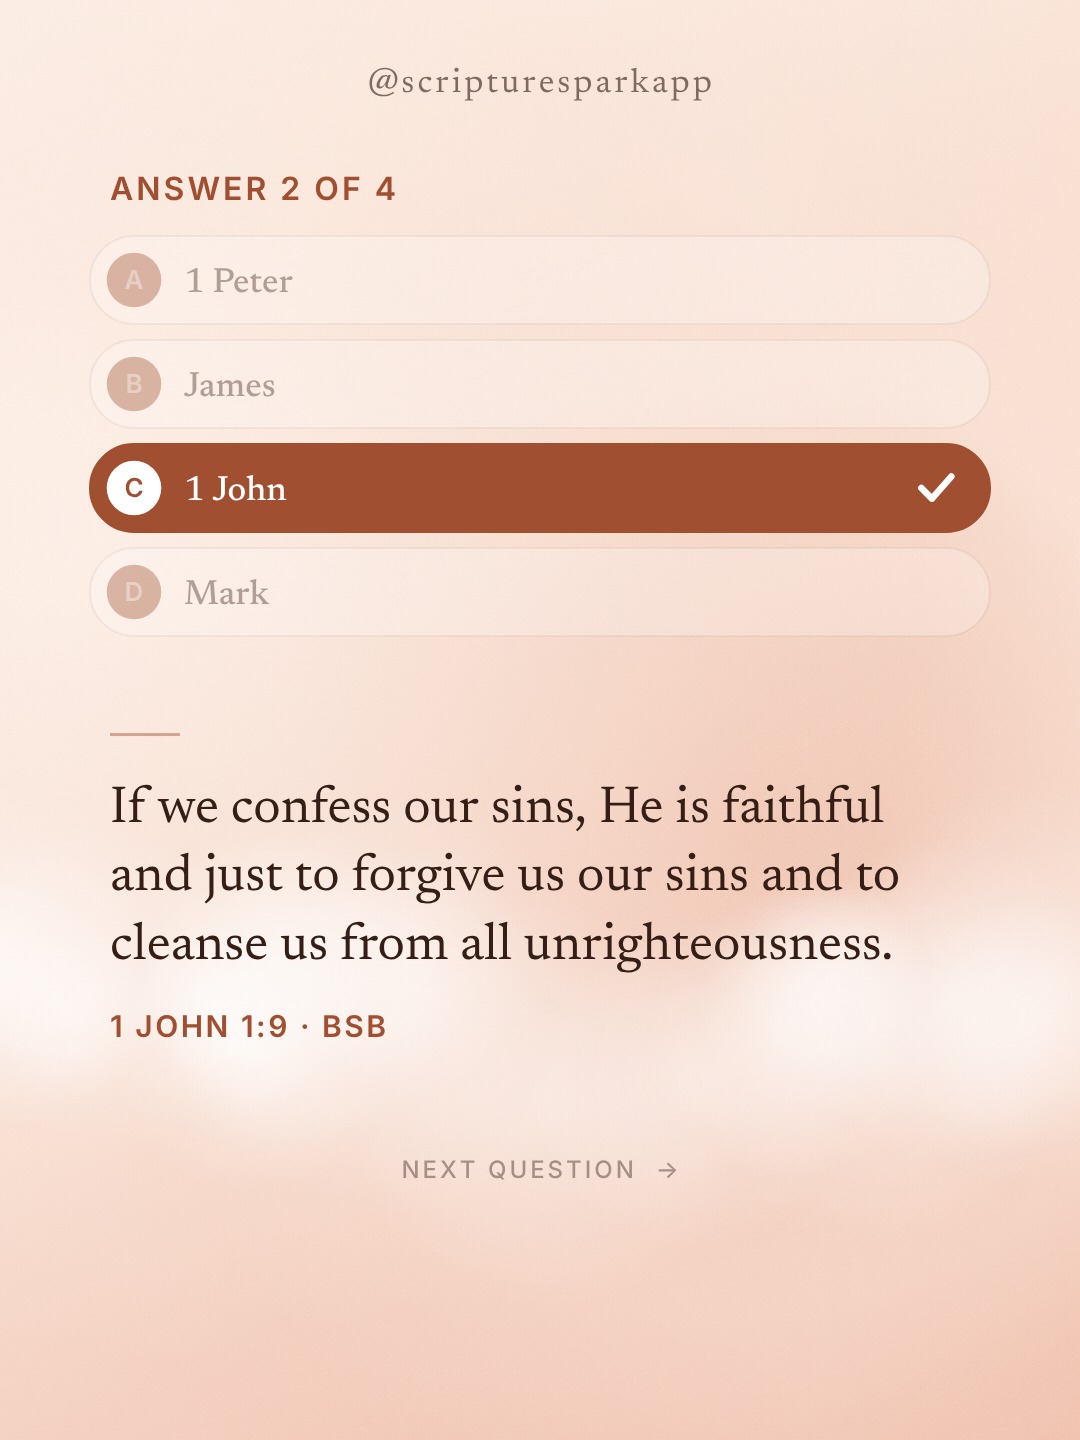 @scripturesparkapp
ANSWER 2 OF 4
A 1 Peter
B James
C 1 John
D Mark
If we confess our sins, He is faithful
and just to forgive us our sins and to
cleanse us from all unrighteousness.
1 JOHN 1:9 · BSB
NEXT QUESTION →